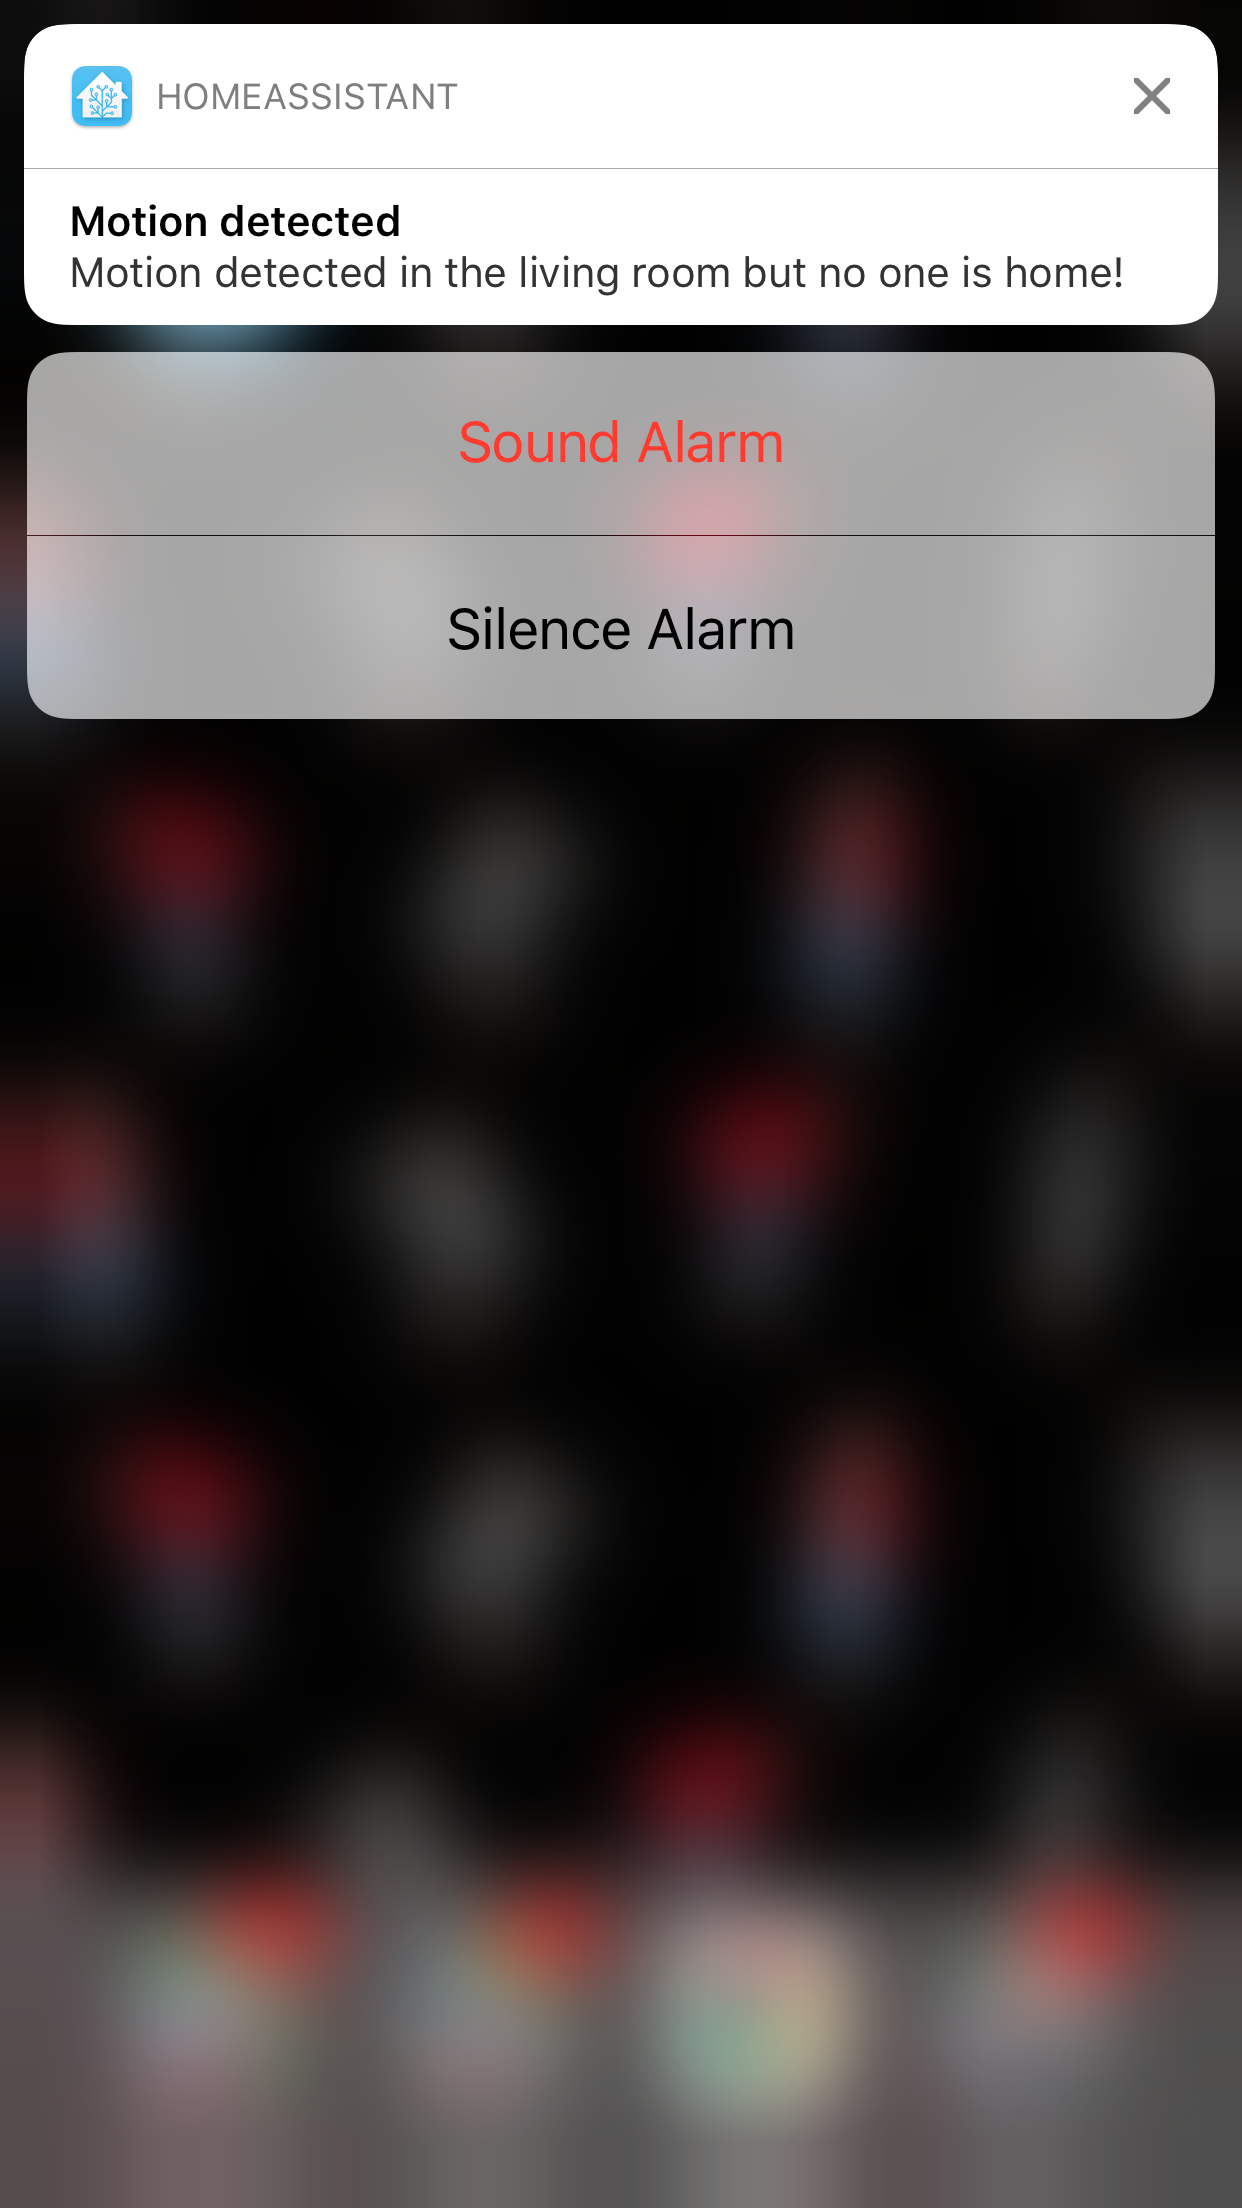 HOMEASSISTANT
Motion detected
Motion detected in the living room but no one is home!
Sound Alarm
Silence Alarm